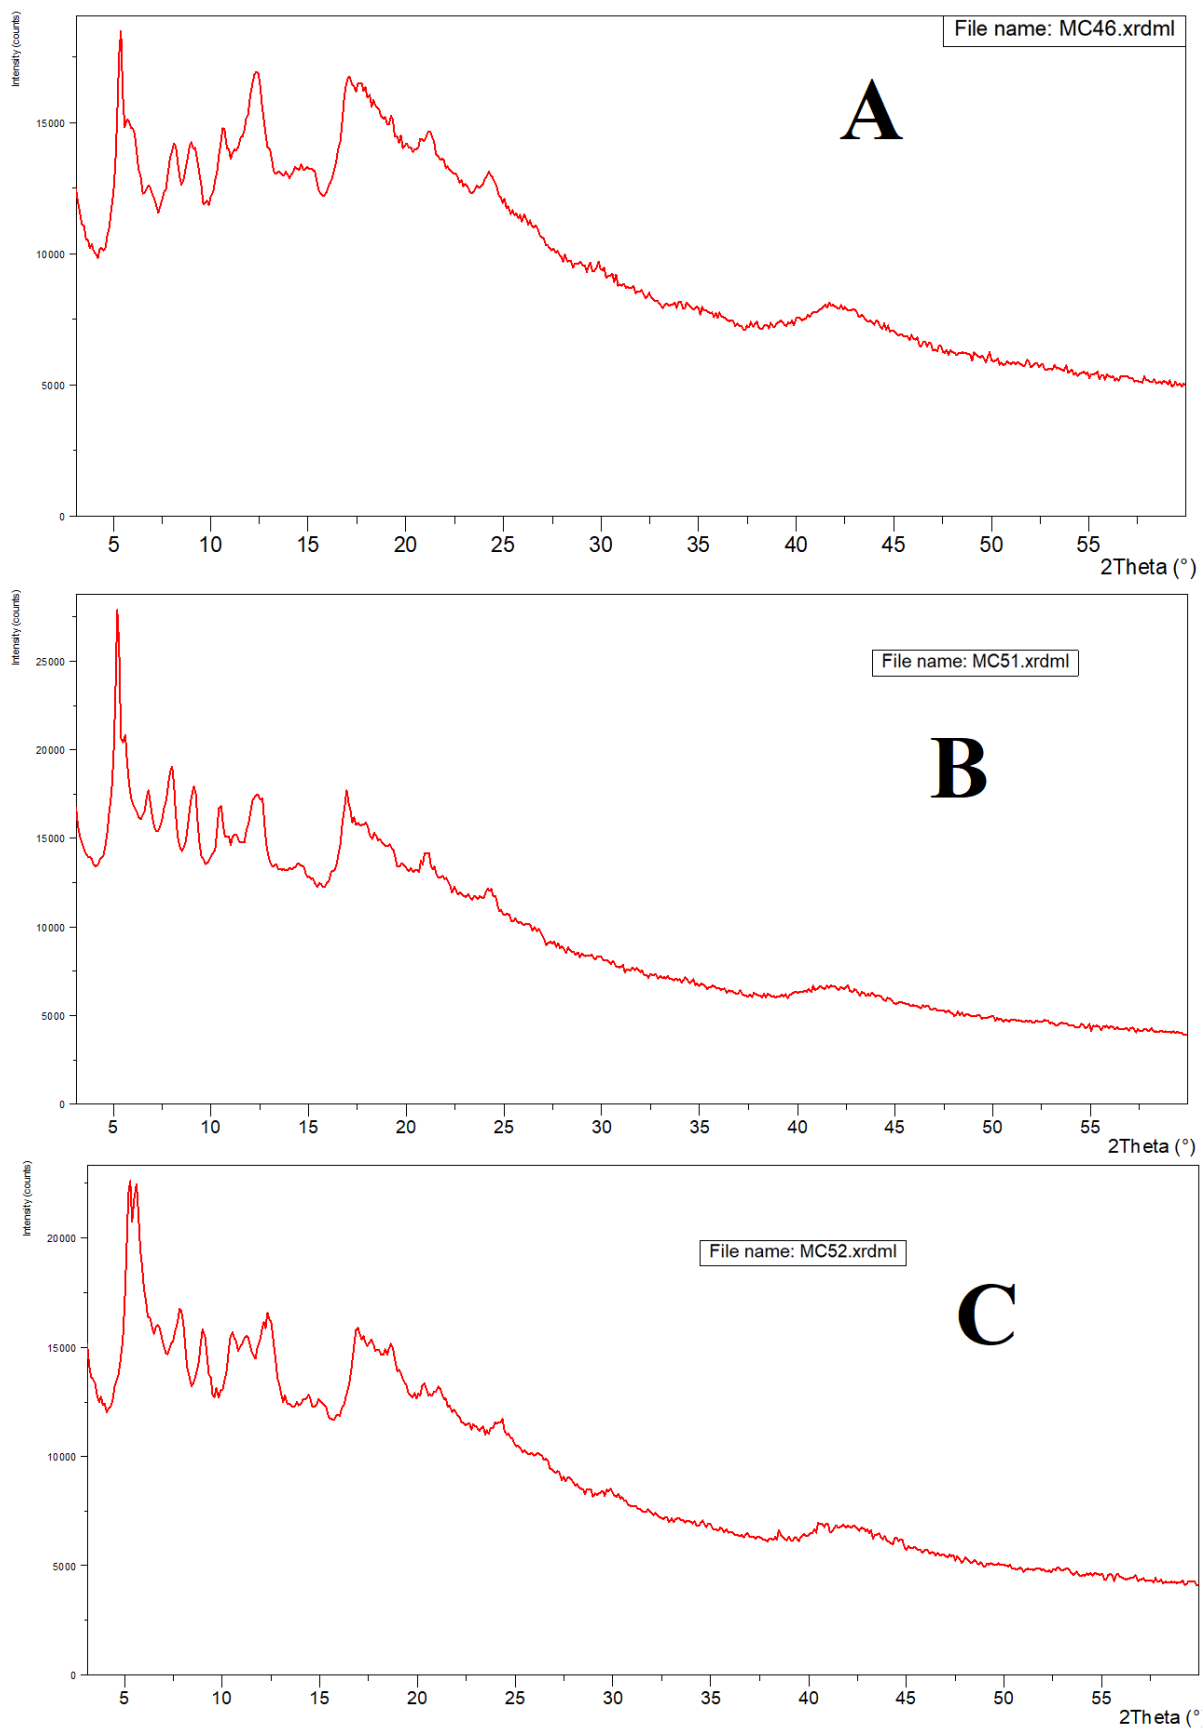 Intensity (counts)
File name: MC46.xrdml
A
15000
10000
5000
0
5 10 15 20 25 30 35 40 45 50 55
2Theta (°)
Intensity (counts)
File name: MC51.xrdml
B
25000
20000
15000
10000
5000
0
5 10 15 20 25 30 35 40 45 50 55
2Theta (°)
Intensity (counts)
File name: MC52.xrdml
C
20000
15000
10000
5000
0
5 10 15 20 25 30 35 40 45 50 55
2Theta (°